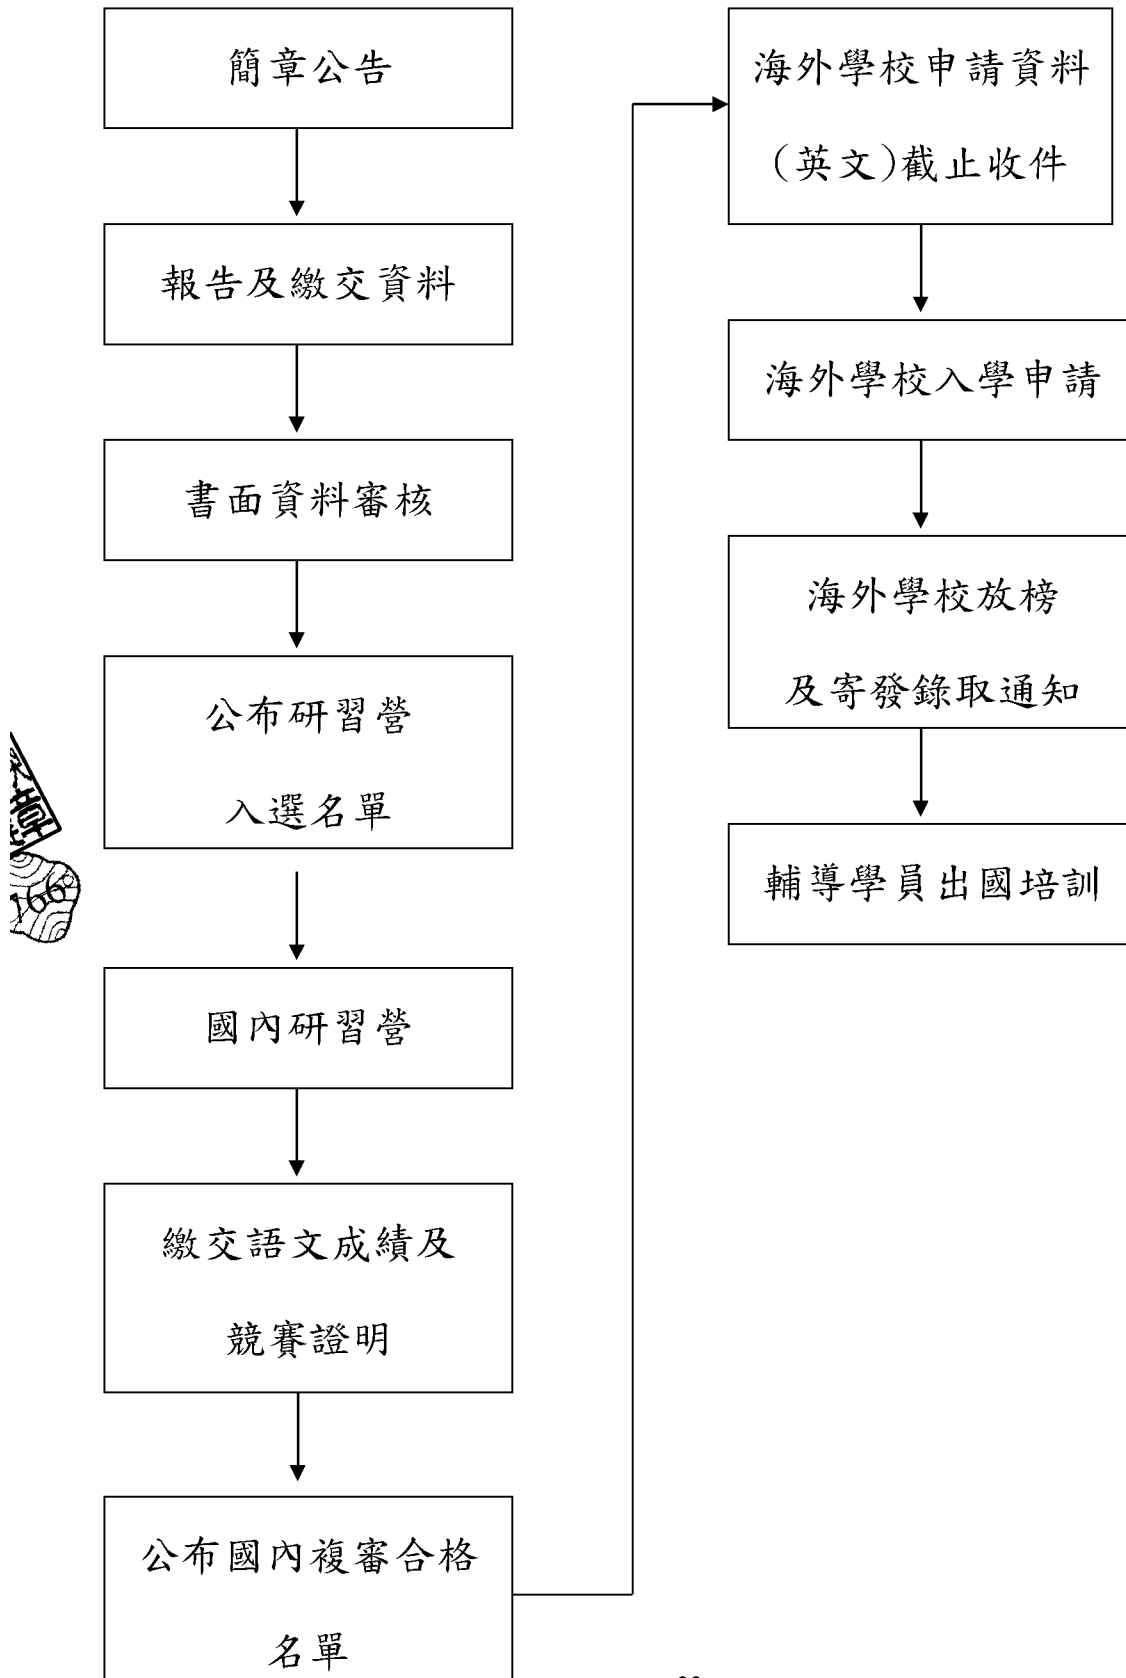 簡章公告
報告及繳交資料
書面資料審核
公布研習營
入選名單
國內研習營
繳交語文成績及
競賽證明
公布國內複審合格
名單
海外學校申請資料
(英文)截止收件
海外學校入學申請
海外學校放榜
及寄發錄取通知
輔導學員出國培訓
章
166